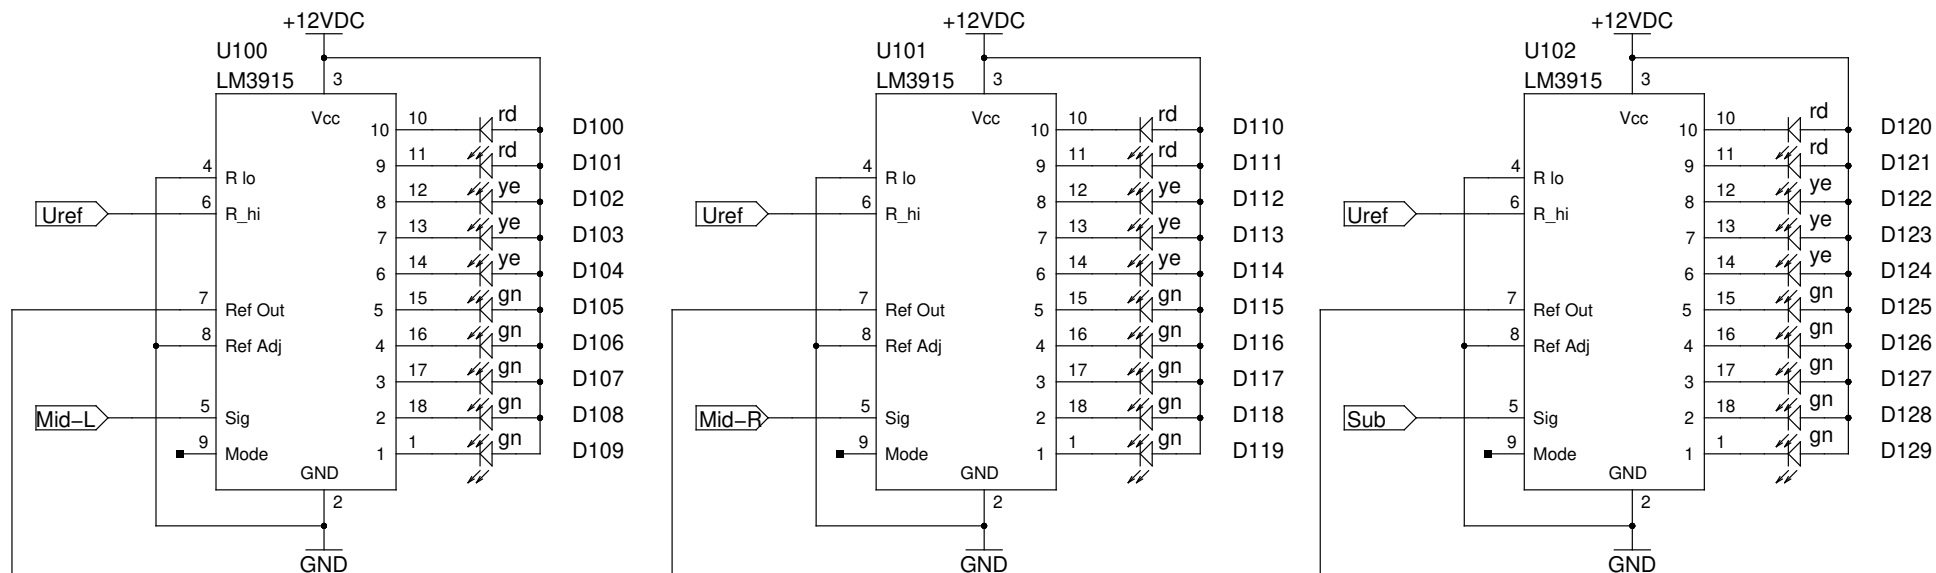 +12VDC
U100
LM3915
3
Vcc
10 10 rd D100
9 11 rd D101
4 R lo
8 12 ye D102
Uref 6 R_hi
7 13 ye D103
6 14 ye D104
7 Ref Out
5 15 gn D105
8 Ref Adj
4 16 gn D106
3 17 gn D107
Mid-L 5 Sig
2 18 gn D108
9 Mode
1 1 gn D109
GND
2
GND
+12VDC
U101
LM3915
3
Vcc
10 10 rd D110
9 11 rd D111
4 R lo
8 12 ye D112
Uref 6 R_hi
7 13 ye D113
6 14 ye D114
7 Ref Out
5 15 gn D115
8 Ref Adj
4 16 gn D116
3 17 gn D117
Mid-R 5 Sig
2 18 gn D118
9 Mode
1 1 gn D119
GND
2
GND
+12VDC
U102
LM3915
3
Vcc
10 10 rd D120
9 11 rd D121
4 R lo
8 12 ye D122
Uref 6 R_hi
7 13 ye D123
6 14 ye D124
7 Ref Out
5 15 gn D125
8 Ref Adj
4 16 gn D126
3 17 gn D127
Sub 5 Sig
2 18 gn D128
9 Mode
1 1 gn D129
GND
2
GND